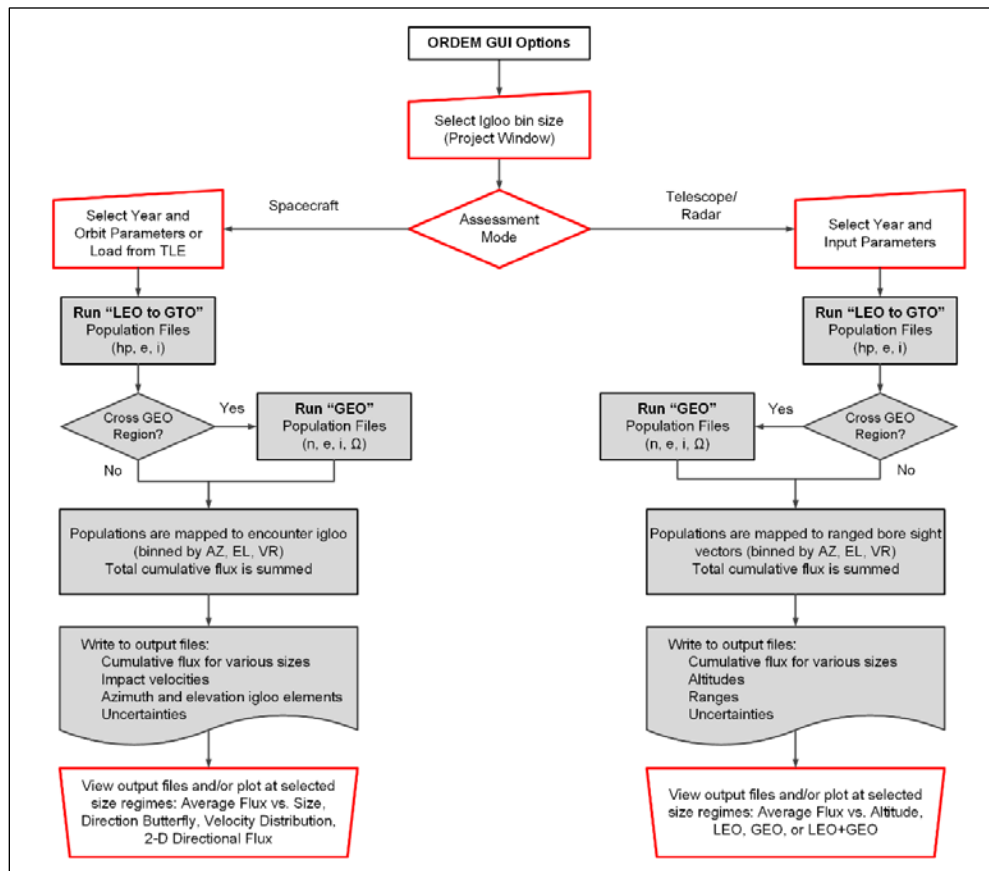 ORDEM GUI Options
Select Igloo bin size
(Project Window)
Assessment
Mode
Spacecraft
Telescope/
Radar
Select Year and
Orbit Parameters or
Load from TLE
Run “LEO to GTO”
Population Files
(hp, e, i)
Cross GEO
Region?
Yes
No
Run “GEO”
Population Files
(n, e, i, Ω)
Populations are mapped to encounter igloo
(binned by AZ, EL, VR)
Total cumulative flux is summed
Write to output files:
Cumulative flux for various sizes
Impact velocities
Azimuth and elevation igloo elements
Uncertainties
View output files and/or plot at selected
size regimes: Average Flux vs. Size,
Direction Butterfly, Velocity Distribution,
2-D Directional Flux
Select Year and
Input Parameters
Run “LEO to GTO”
Population Files
(hp, e, i)
Cross GEO
Region?
Yes
No
Run “GEO”
Population Files
(n, e, i, Ω)
Populations are mapped to ranged bore sight
vectors (binned by AZ, EL, VR)
Total cumulative flux is summed
Write to output files:
Cumulative flux for various sizes
Altitudes
Ranges
Uncertainties
View output files and/or plot at selected
size regimes: Average Flux vs. Altitude,
LEO, GEO, or LEO+GEO